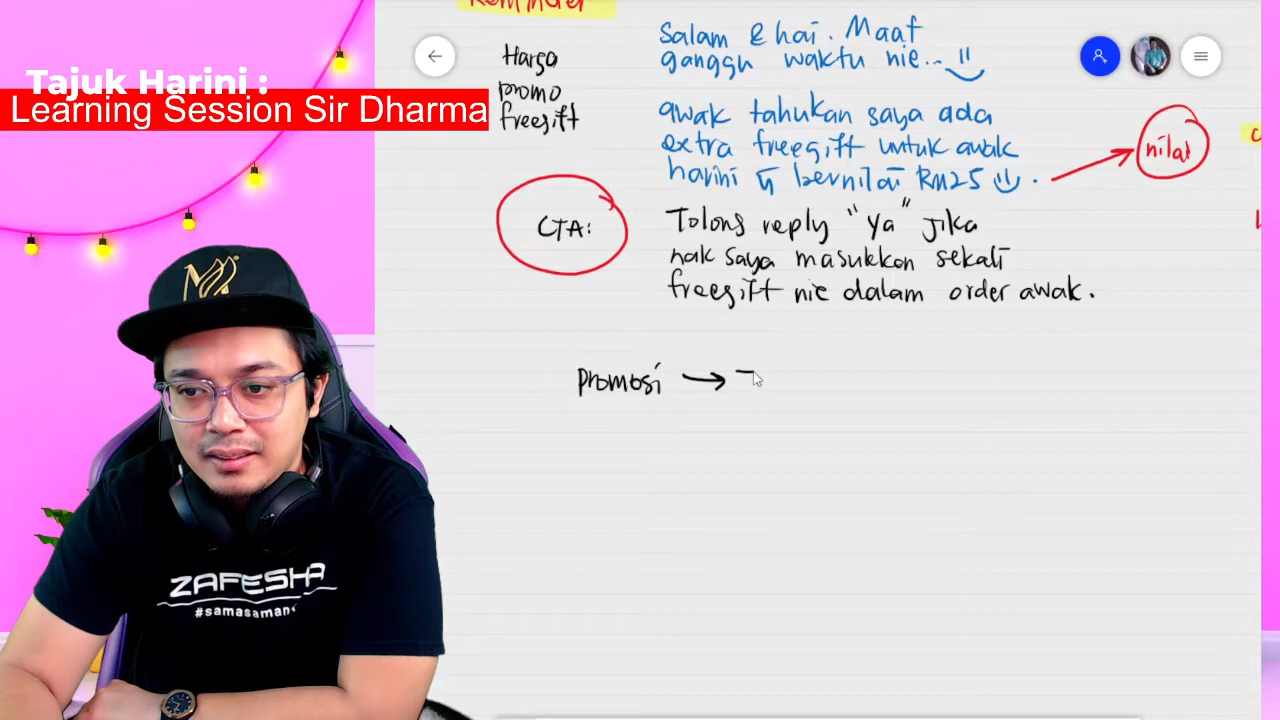 Reminder
Tajuk Harini :
Learning Session Sir Dharma
Harga
promo
freegift
Salam & hai. Maaf
ganggu waktu nie..
awak tahukan saya ada
extra freegift untuk awak
harini yg bernilai RM25 .
nilai
CTA:
Tolong reply "ya" jika
nak saya masukkan sekali
freegift nie dalam order awak.
Promosi →
ZAFEESHA